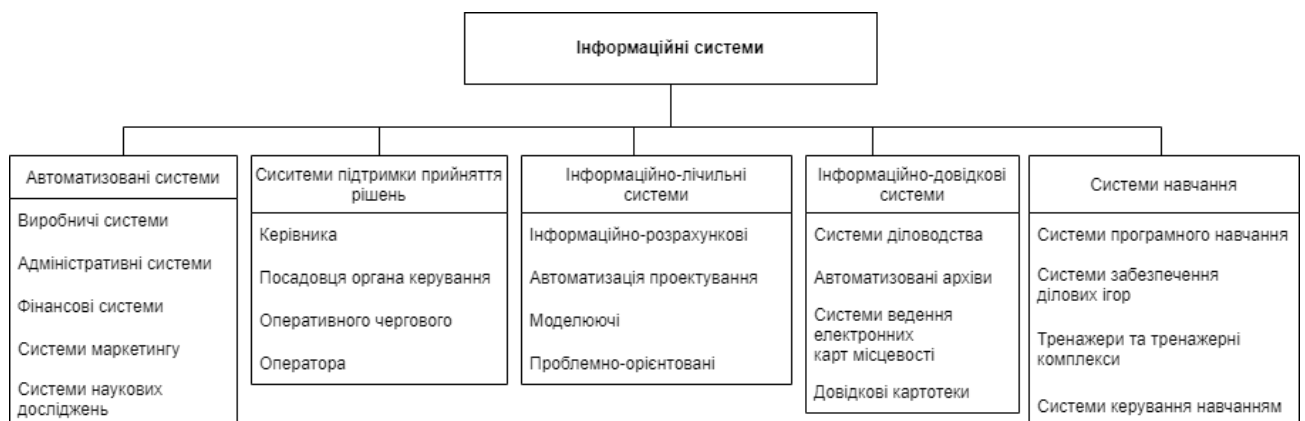 Інформаційні системи
Автоматизовані системи
Виробничі системи
Адміністративні системи
Фінансові системи
Системи маркетингу
Системи наукових
досліджень
Сиситеми підтримки прийняття
рішень
Керівника
Посадовця органа керування
Оперативного чергового
Оператора
Інформаційно-лічильні
системи
Інформаційно-розрахункові
Автоматизація проектування
Моделюючі
Проблемно-орієнтовані
Інформаційно-довідкові
системи
Системи діловодства
Автоматизовані архіви
Системи ведення
електронних
карт місцевості
Довідкові картотеки
Системи навчання
Системи програмного навчання
Системи забезпечення
ділових ігор
Тренажери та тренажерні
комплекси
Системи керування навчанням